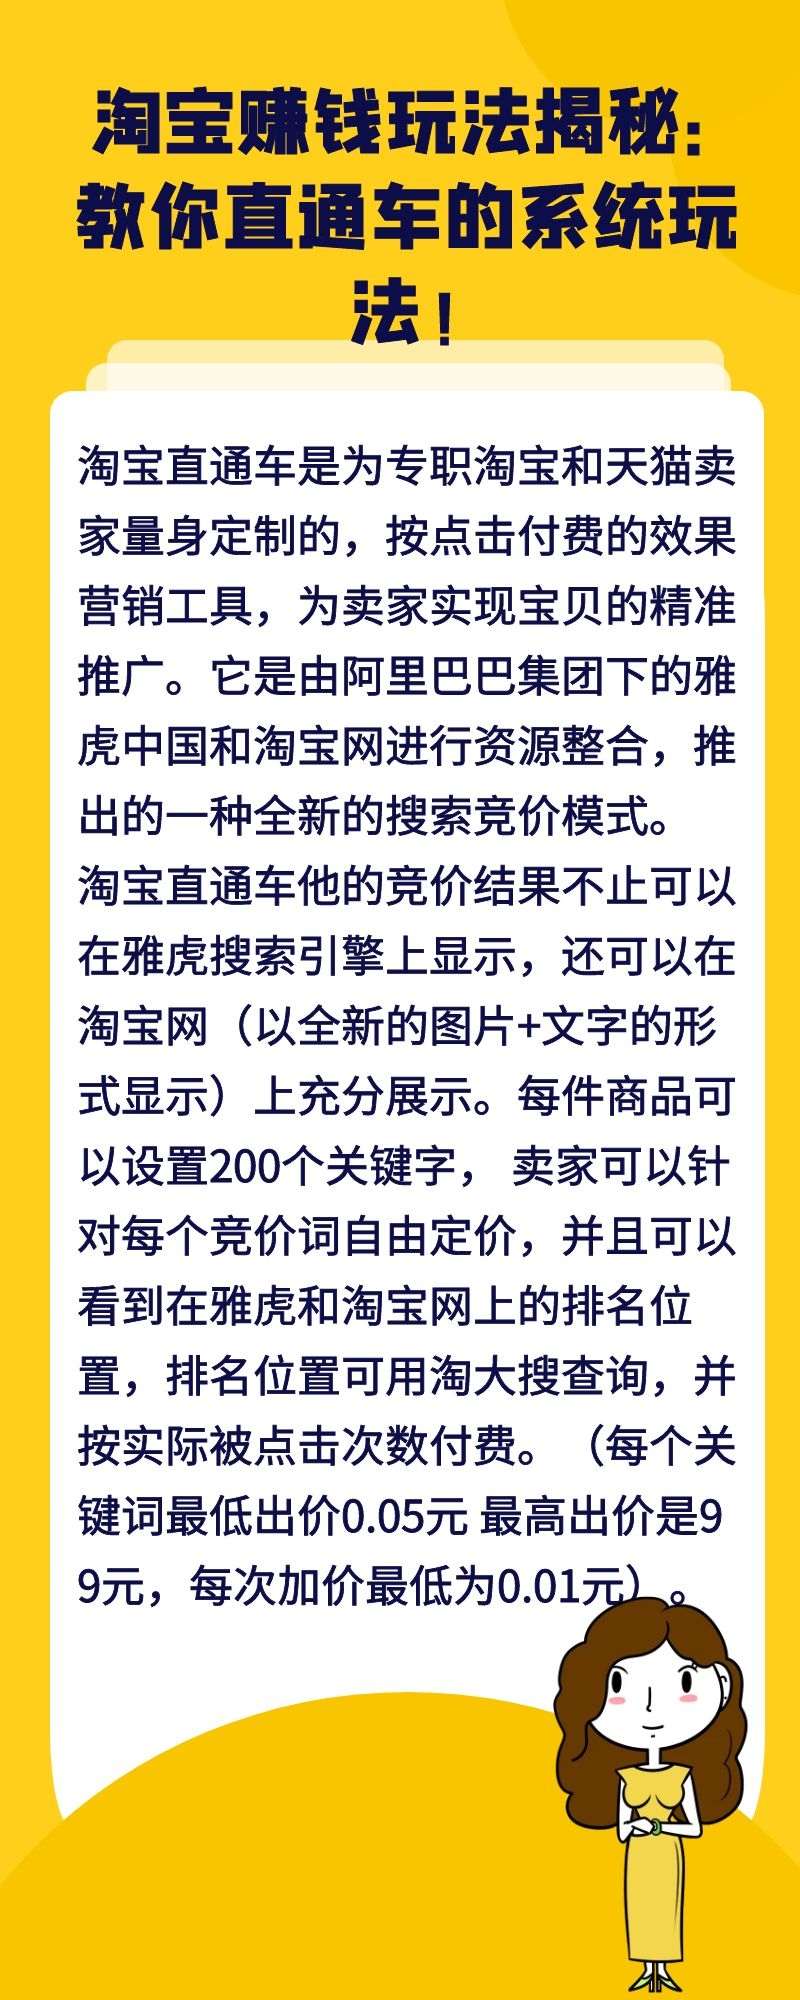 淘宝赚钱玩法揭秘：
教你直通车的系统玩
法！
淘宝直通车是为专职淘宝和天猫卖
家量身定制的，按点击付费的效果
营销工具，为卖家实现宝贝的精准
推广。它是由阿里巴巴集团下的雅
虎中国和淘宝网进行资源整合，推
出的一种全新的搜索竞价模式。
淘宝直通车他的竞价结果不止可以
在雅虎搜索引擎上显示，还可以在
淘宝网（以全新的图片+文字的形
式显示）上充分展示。每件商品可
以设置200个关键字， 卖家可以针
对每个竞价词自由定价，并且可以
看到在雅虎和淘宝网上的排名位
置，排名位置可用淘大搜查询，并
按实际被点击次数付费。（每个关
键词最低出价0.05元 最高出价是9
9元，每次加价最低为0.01元）。